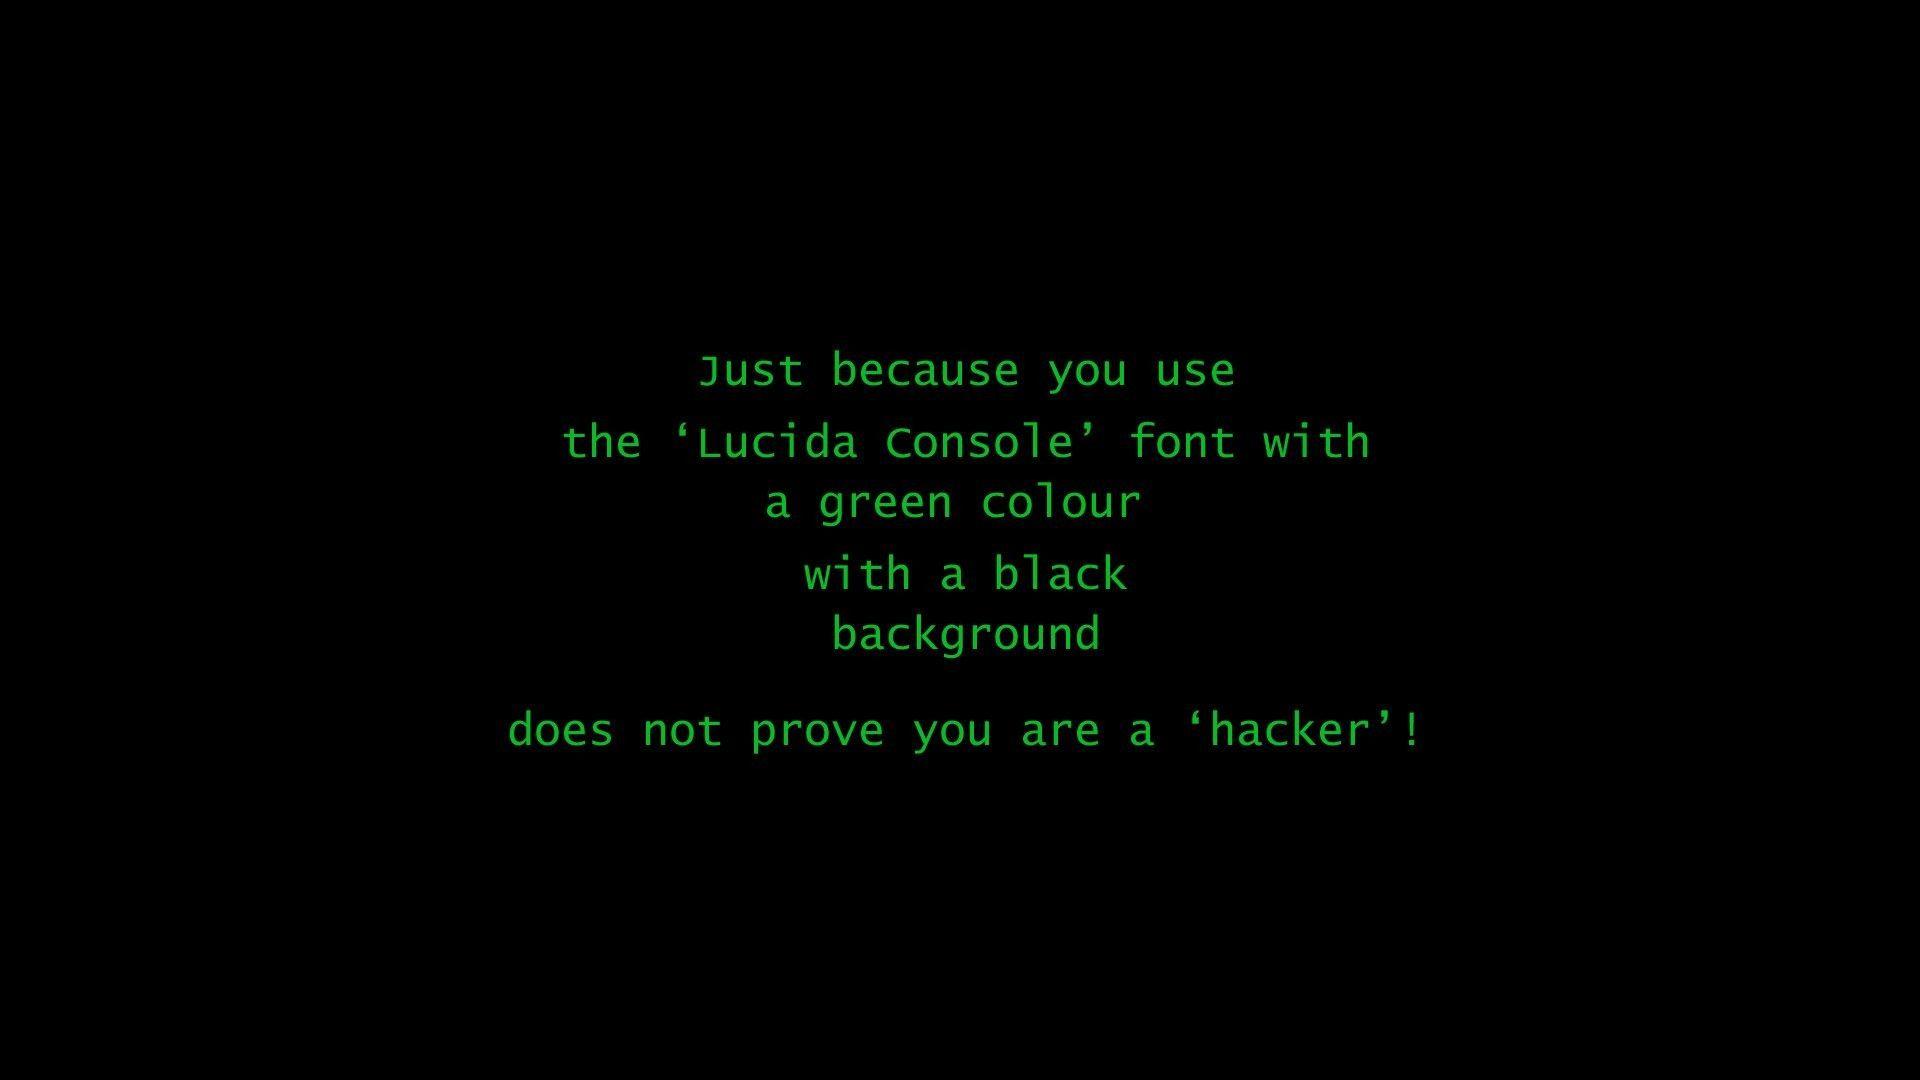 Just because you use
the ‘Lucida Console’ font with
a green colour
with a black
background
does not prove you are a ‘hacker’!